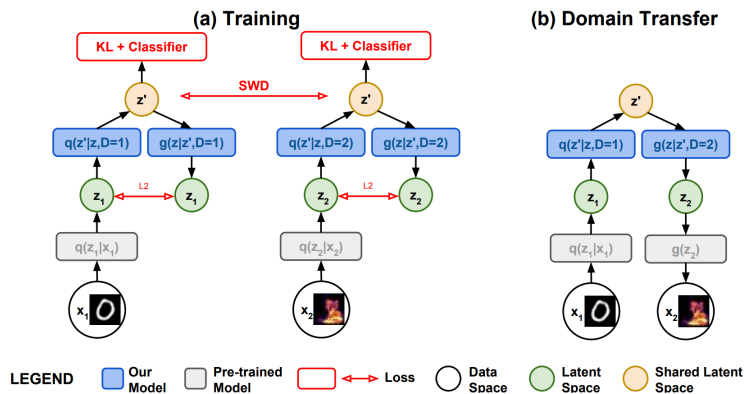 (a) Training
(b) Domain Transfer
KL + Classifier
KL + Classifier
SWD
z'
z'
z'
q(z'|z,D=1)
g(z|z',D=1)
q(z'|z,D=2)
g(z|z',D=2)
q(z'|z,D=1)
g(z|z',D=2)
z₁
L2
z₁
z₂
L2
z₂
z₁
z₂
q(z₁|x₁)
q(z₂|x₂)
q(z₁|x₁)
g(z₂)
x₁
x₂
x₁
x₂
LEGEND
Our
Model
Pre-trained
Model
Loss
Data
Space
Latent
Space
Shared Latent
Space